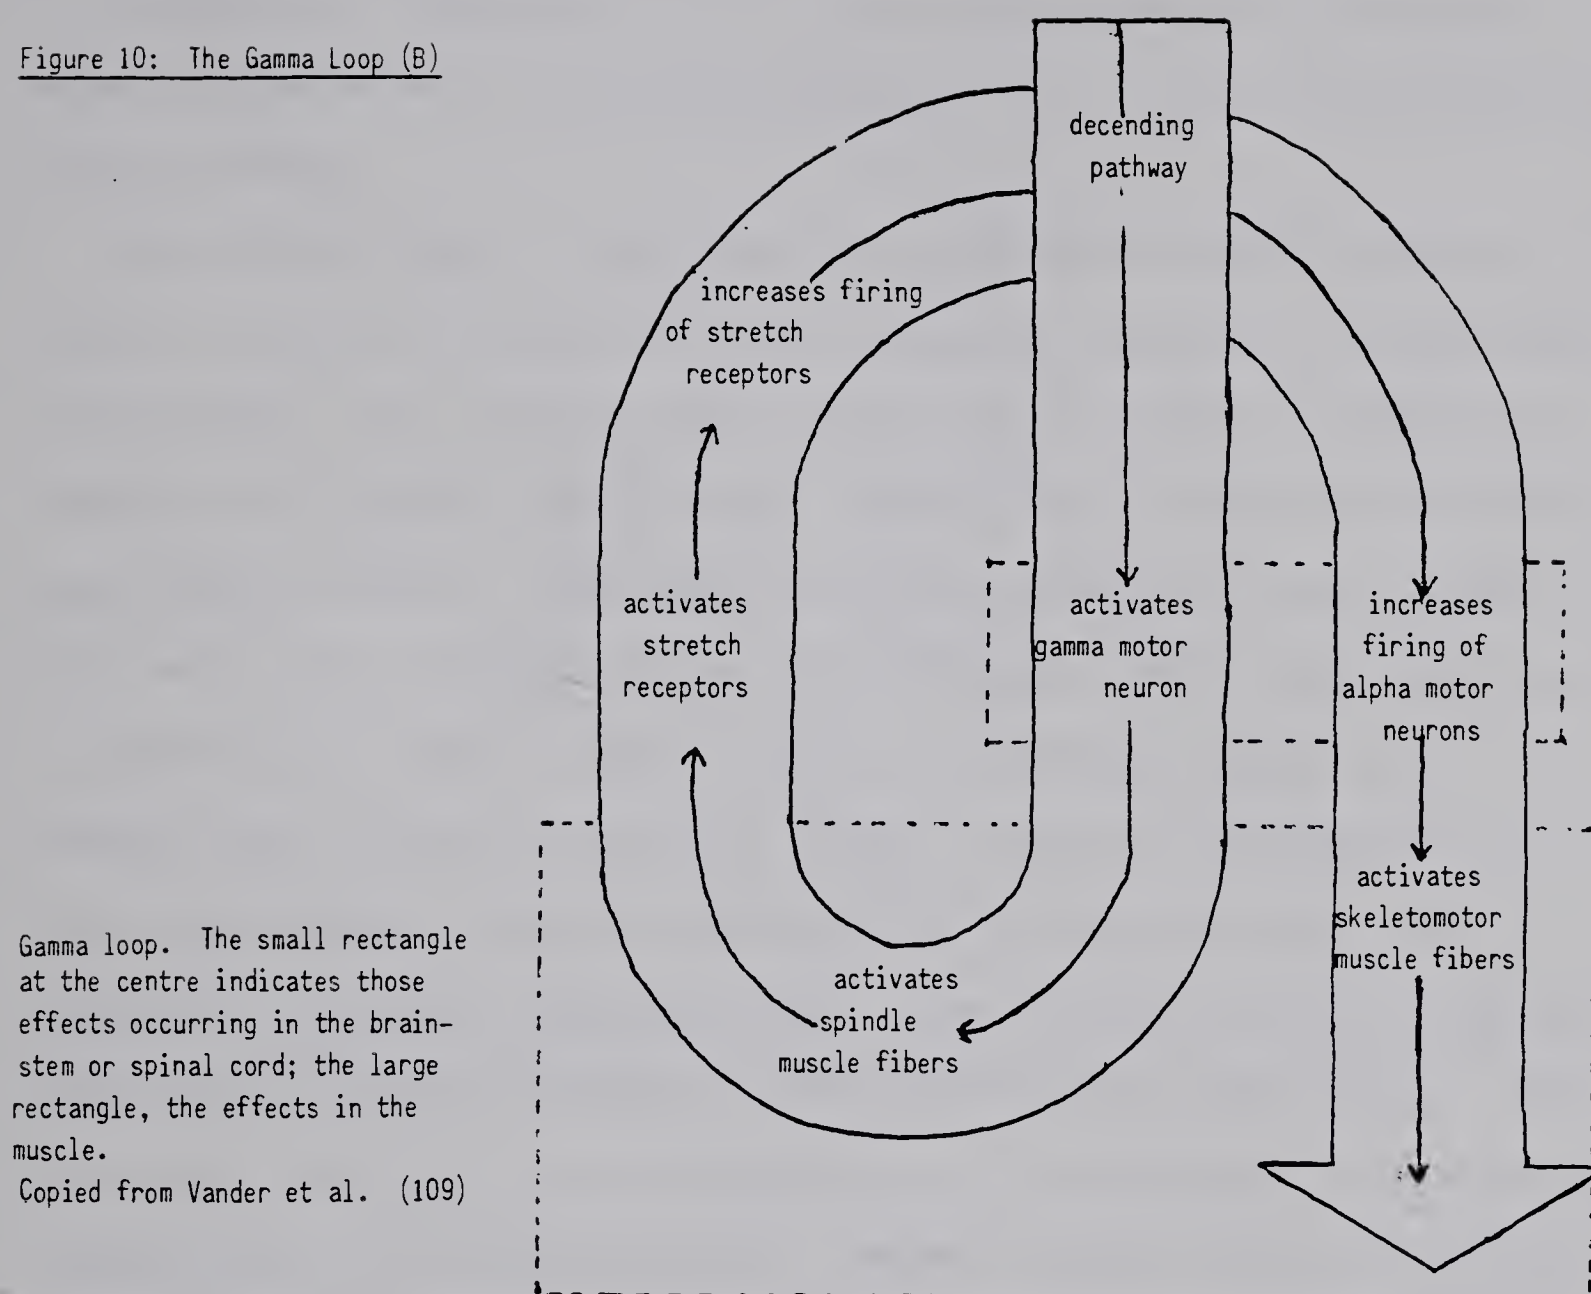 Figure 10: The Gamma Loop (B)
decending
pathway
increases firing
of stretch
receptors
activates
stretch
receptors
activates
gamma motor
neuron
increases
firing of
alpha motor
neurons
activates
skeletomotor
muscle fibers
activates
spindle
muscle fibers
Gamma loop. The small rectangle
at the centre indicates those
effects occurring in the brain-
stem or spinal cord; the large
rectangle, the effects in the
muscle.
Copied from Vander et al. (109)